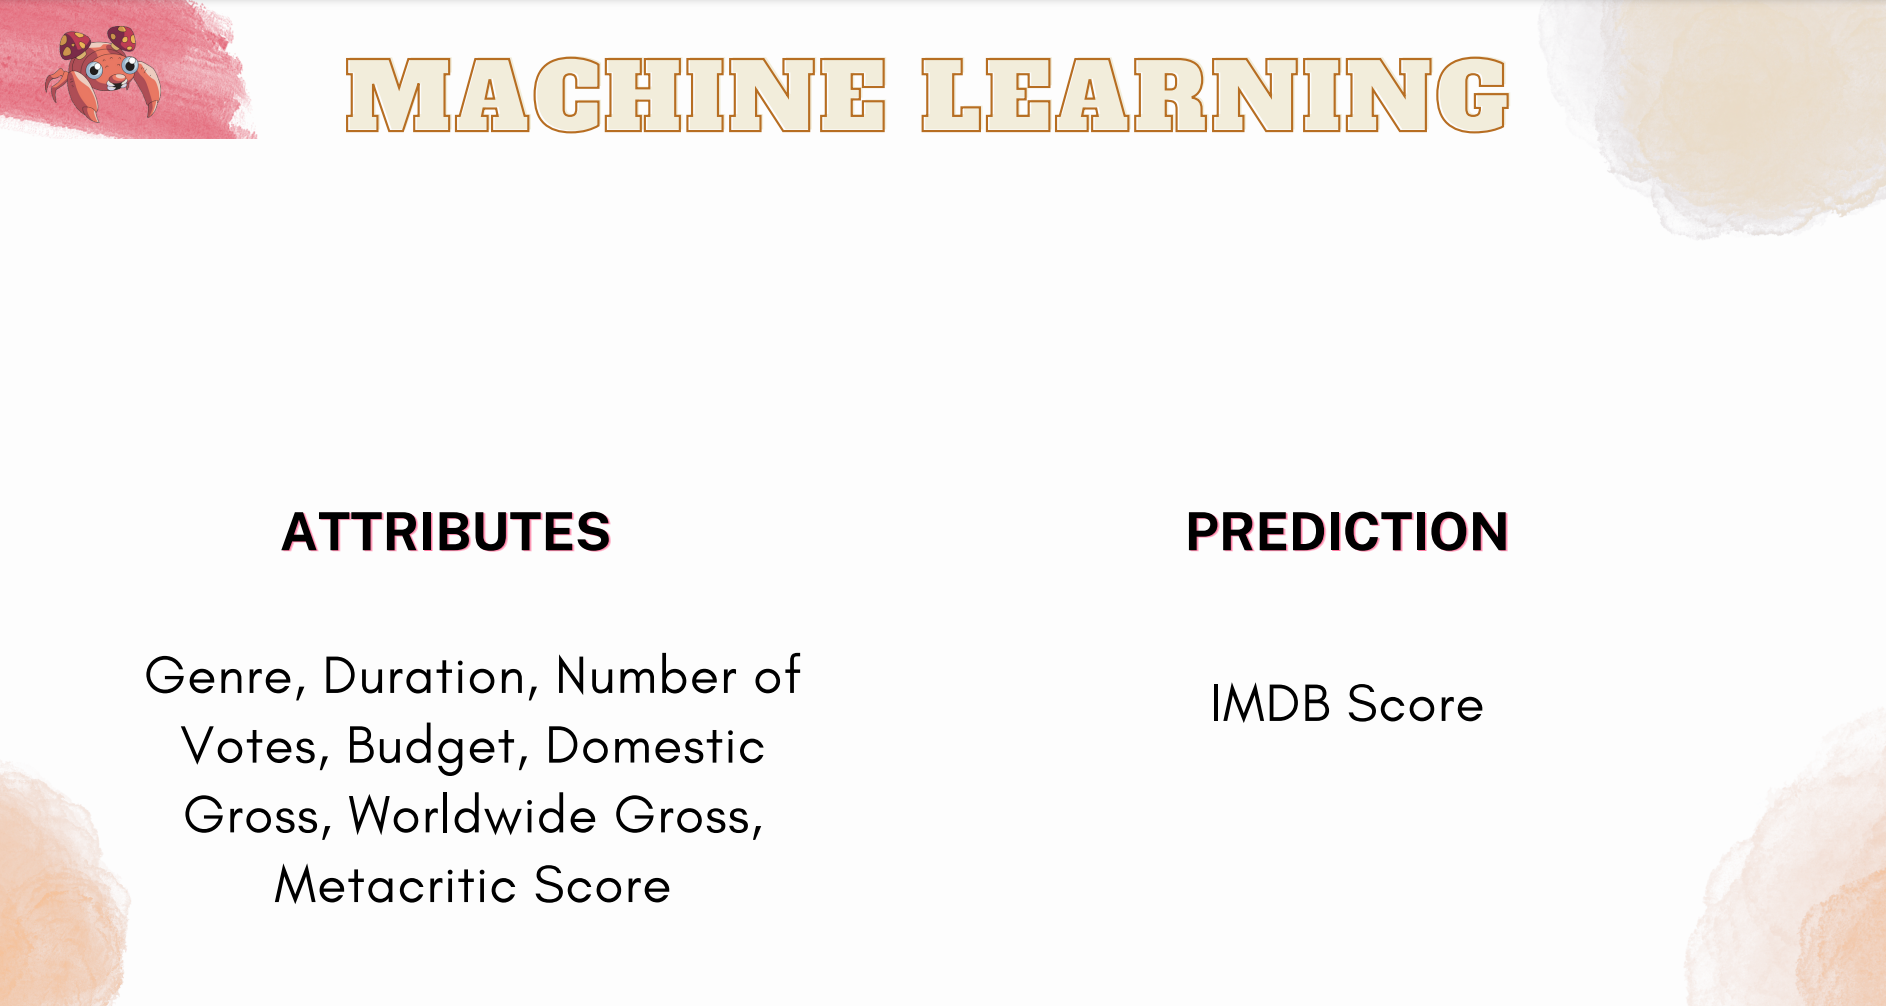 MACHINE LEARNING
ATTRIBUTES
Genre, Duration, Number of
Votes, Budget, Domestic
Gross, Worldwide Gross,
Metacritic Score
PREDICTION
IMDB Score